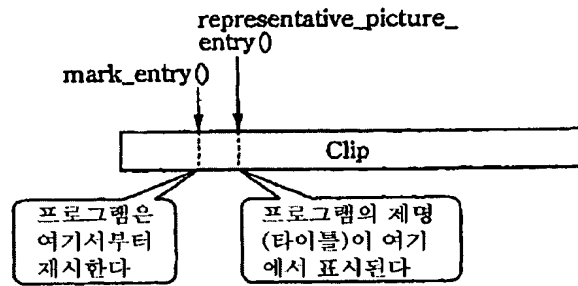 representative_picture_
entry()
mark_entry()
Clip
프로그램은
여기서부터
재시한다
프로그램의 제명
(타이틀)이 여기
에서 표시된다